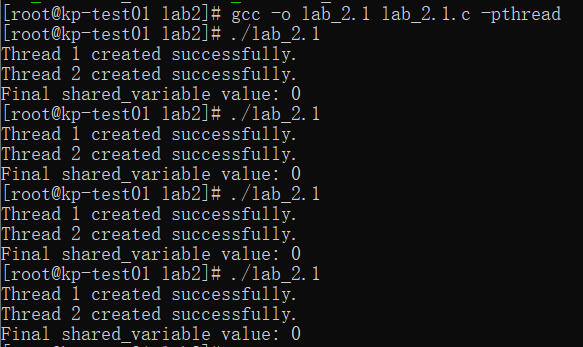 [root@kp-test01 lab2]# gcc -o lab_2.1 lab_2.1.c -pthread
[root@kp-test01 lab2]# ./lab_2.1
Thread 1 created successfully.
Thread 2 created successfully.
Final shared_variable value: 0
[root@kp-test01 lab2]# ./lab_2.1
Thread 1 created successfully.
Thread 2 created successfully.
Final shared_variable value: 0
[root@kp-test01 lab2]# ./lab_2.1
Thread 1 created successfully.
Thread 2 created successfully.
Final shared_variable value: 0
[root@kp-test01 lab2]# ./lab_2.1
Thread 1 created successfully.
Thread 2 created successfully.
Final shared_variable value: 0